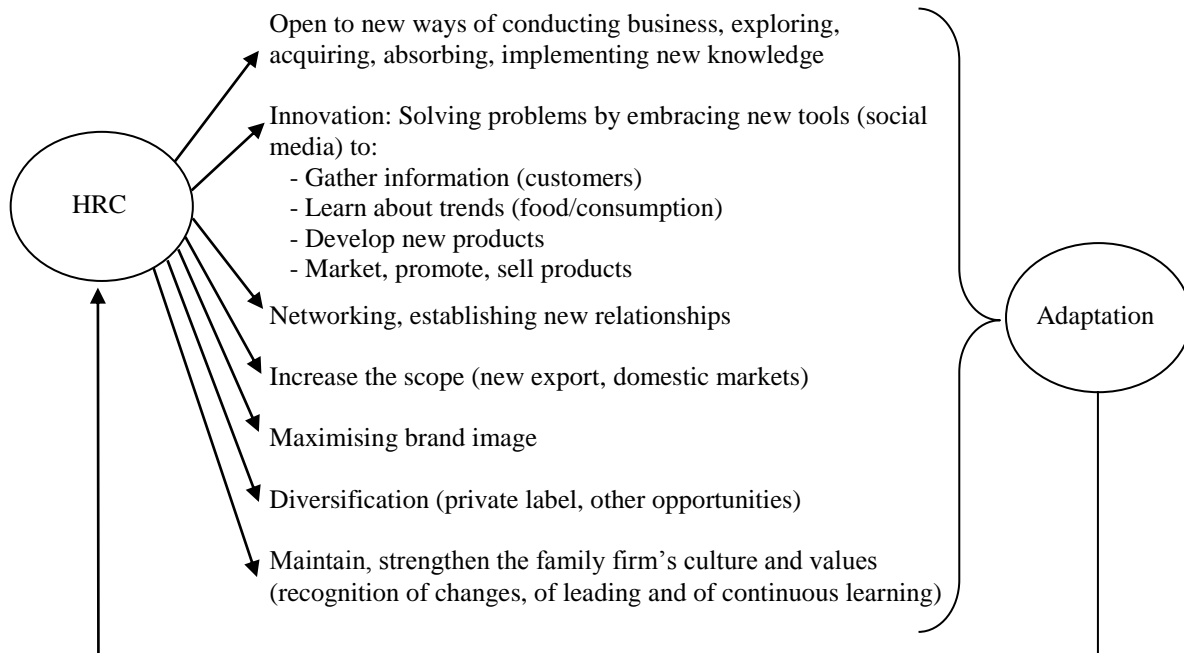 Open to new ways of conducting business, exploring,
acquiring, absorbing, implementing new knowledge
Innovation: Solving problems by embracing new tools (social
media) to:
- Gather information (customers)
- Learn about trends (food/consumption)
- Develop new products
- Market, promote, sell products
HRC
Networking, establishing new relationships
Adaptation
Increase the scope (new export, domestic markets)
Maximising brand image
Diversification (private label, other opportunities)
Maintain, strengthen the family firm’s culture and values
(recognition of changes, of leading and of continuous learning)